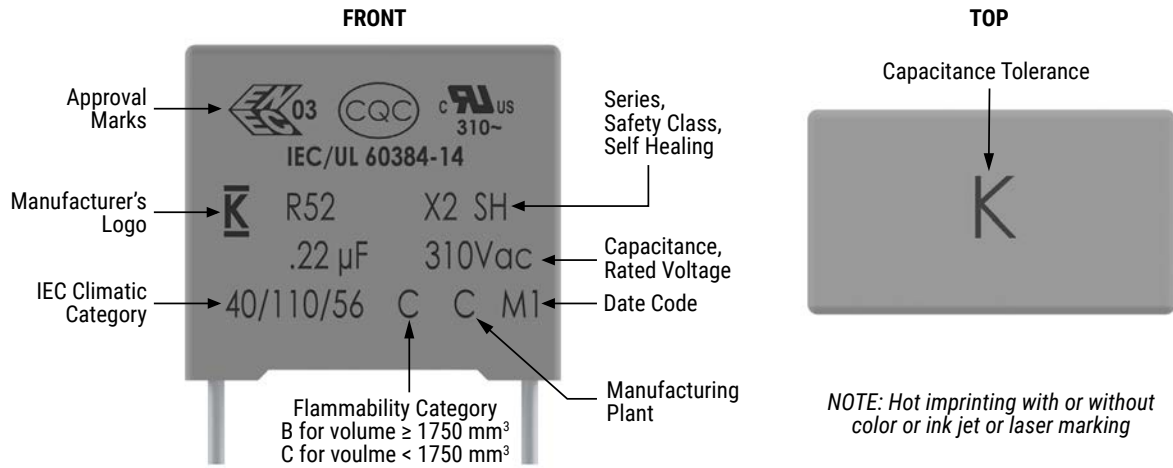 FRONT
TOP
Approval
Marks
EN
EC
03
CQC
C
RU
US
310~
IEC/UL 60384-14
Series,
Safety Class,
Self Healing
Capacitance Tolerance
Manufacturer's
Logo
K
R52
X2 SH
K
.22 µF
310Vac
Capacitance,
Rated Voltage
IEC Climatic
Category
40/110/56
C
C
M1
Date Code
Flammability Category
B for volume ≥ 1750 mm³
C for voulme < 1750 mm³
Manufacturing
Plant
NOTE: Hot imprinting with or without
color or ink jet or laser marking